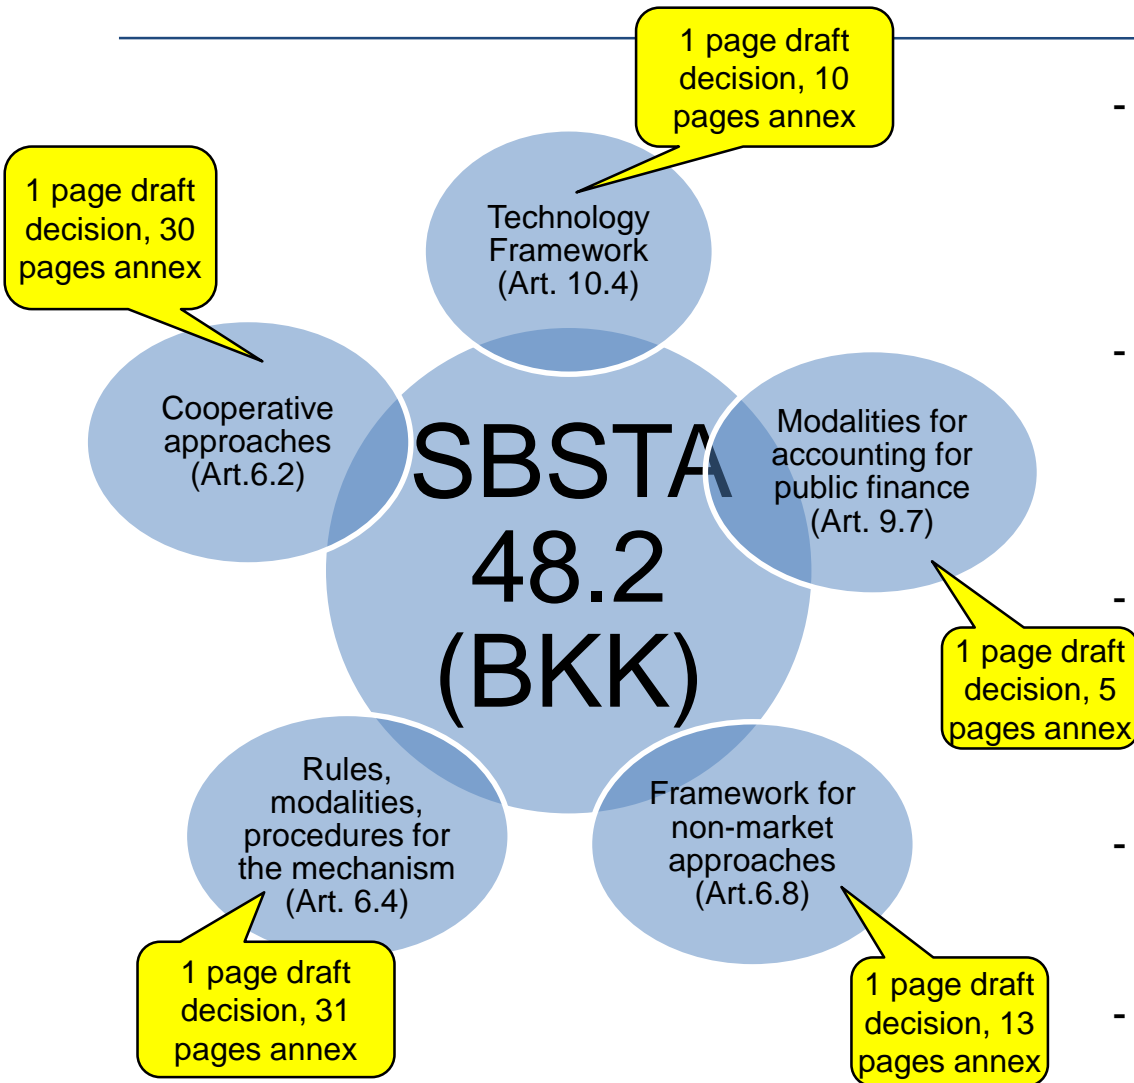 1 page draft
decision, 10
pages annex
-
1 page draft
decision, 30
pages annex
Technology
Framework
(Art. 10.4)
-
Cooperative
approaches
(Art.6.2)
SBSTA
48.2
(BKK)
Modalities for
accounting for
public finance
(Art. 9.7)
-
1 page draft
decision, 5
pages annex
Rules,
modalities,
procedures for
the mechanism
(Art. 6.4)
Framework for
non-market
approaches
(Art.6.8)
-
1 page draft
decision, 31
pages annex
1 page draft
decision, 13
pages annex
-